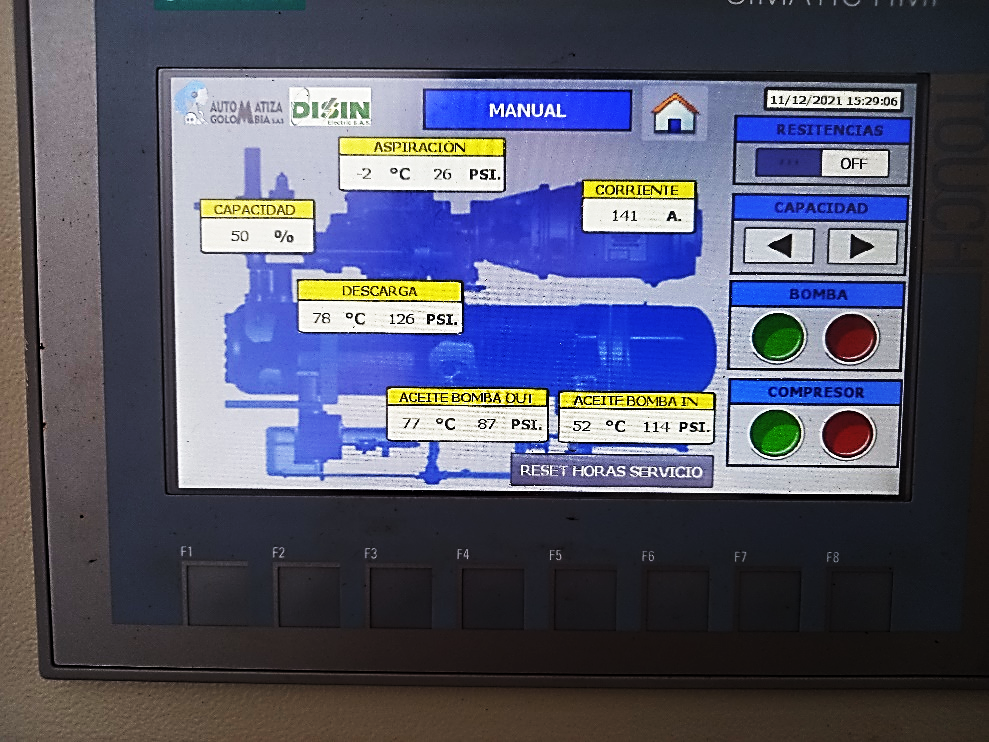 SIMATIC HMI
TOUCH
AUTOMATIZA
COLOMBIA S.A.S
DISIN
Electric S.A.S
MANUAL
11/12/2021 15:29:06
RESITENCIAS
OFF
ASPIRACIÓN
-2 °C 26 PSI.
CORRIENTE
141 A.
CAPACIDAD
50 %
CAPACIDAD
DESCARGA
78 °C 126 PSI.
BOMBA
COMPRESOR
ACEITE BOMBA OUT
77 °C 87 PSI.
ACEITE BOMBA IN
52 °C 114 PSI.
RESET HORAS SERVICIO
F1 F2 F3 F4 F5 F6 F7 F8